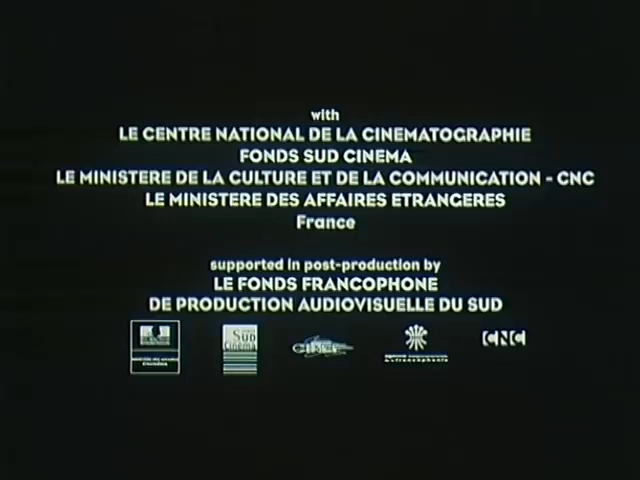 with
LE CENTRE NATIONAL DE LA CINEMATOGRAPHIE
FONDS SUD CINEMA
LE MINISTERE DE LA CULTURE ET DE LA COMMUNICATION - CNC
LE MINISTERE DES AFFAIRES ETRANGERES
France
supported in post-production by
LE FONDS FRANCOPHONE
DE PRODUCTION AUDIOVISUELLE DU SUD
SUD
Cinéma
CNC